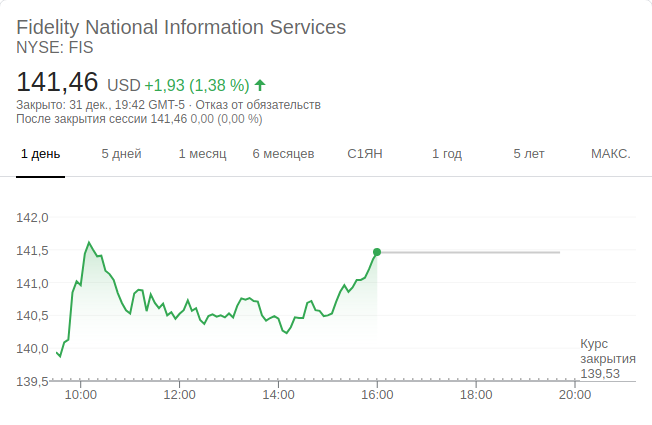 Fidelity National Information Services
NYSE: FIS
141,46 USD +1,93 (1,38 %)
Закрыто: 31 дек., 19:42 GMT-5 · Отказ от обязательств
После закрытия сессии 141,46 0,00 (0,00 %)
1 день 5 дней 1 месяц 6 месяцев С1ЯН 1 год 5 лет МАКС.
142,0
141,5
141,0
140,5
140,0
Курс
закрытия
139,53
139,5
10:00 12:00 14:00 16:00 18:00 20:00